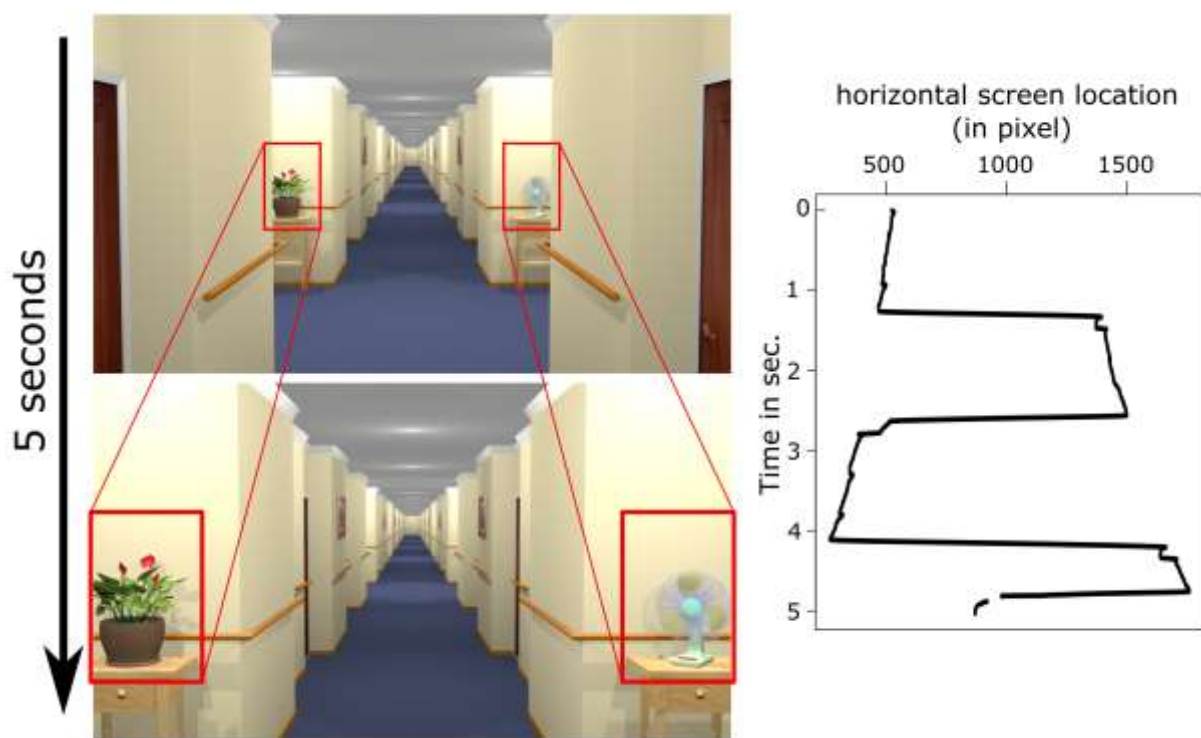 5 seconds
horizontal screen location
(in pixel)
500 1000 1500
Time in sec.
0
1
2
3
4
5